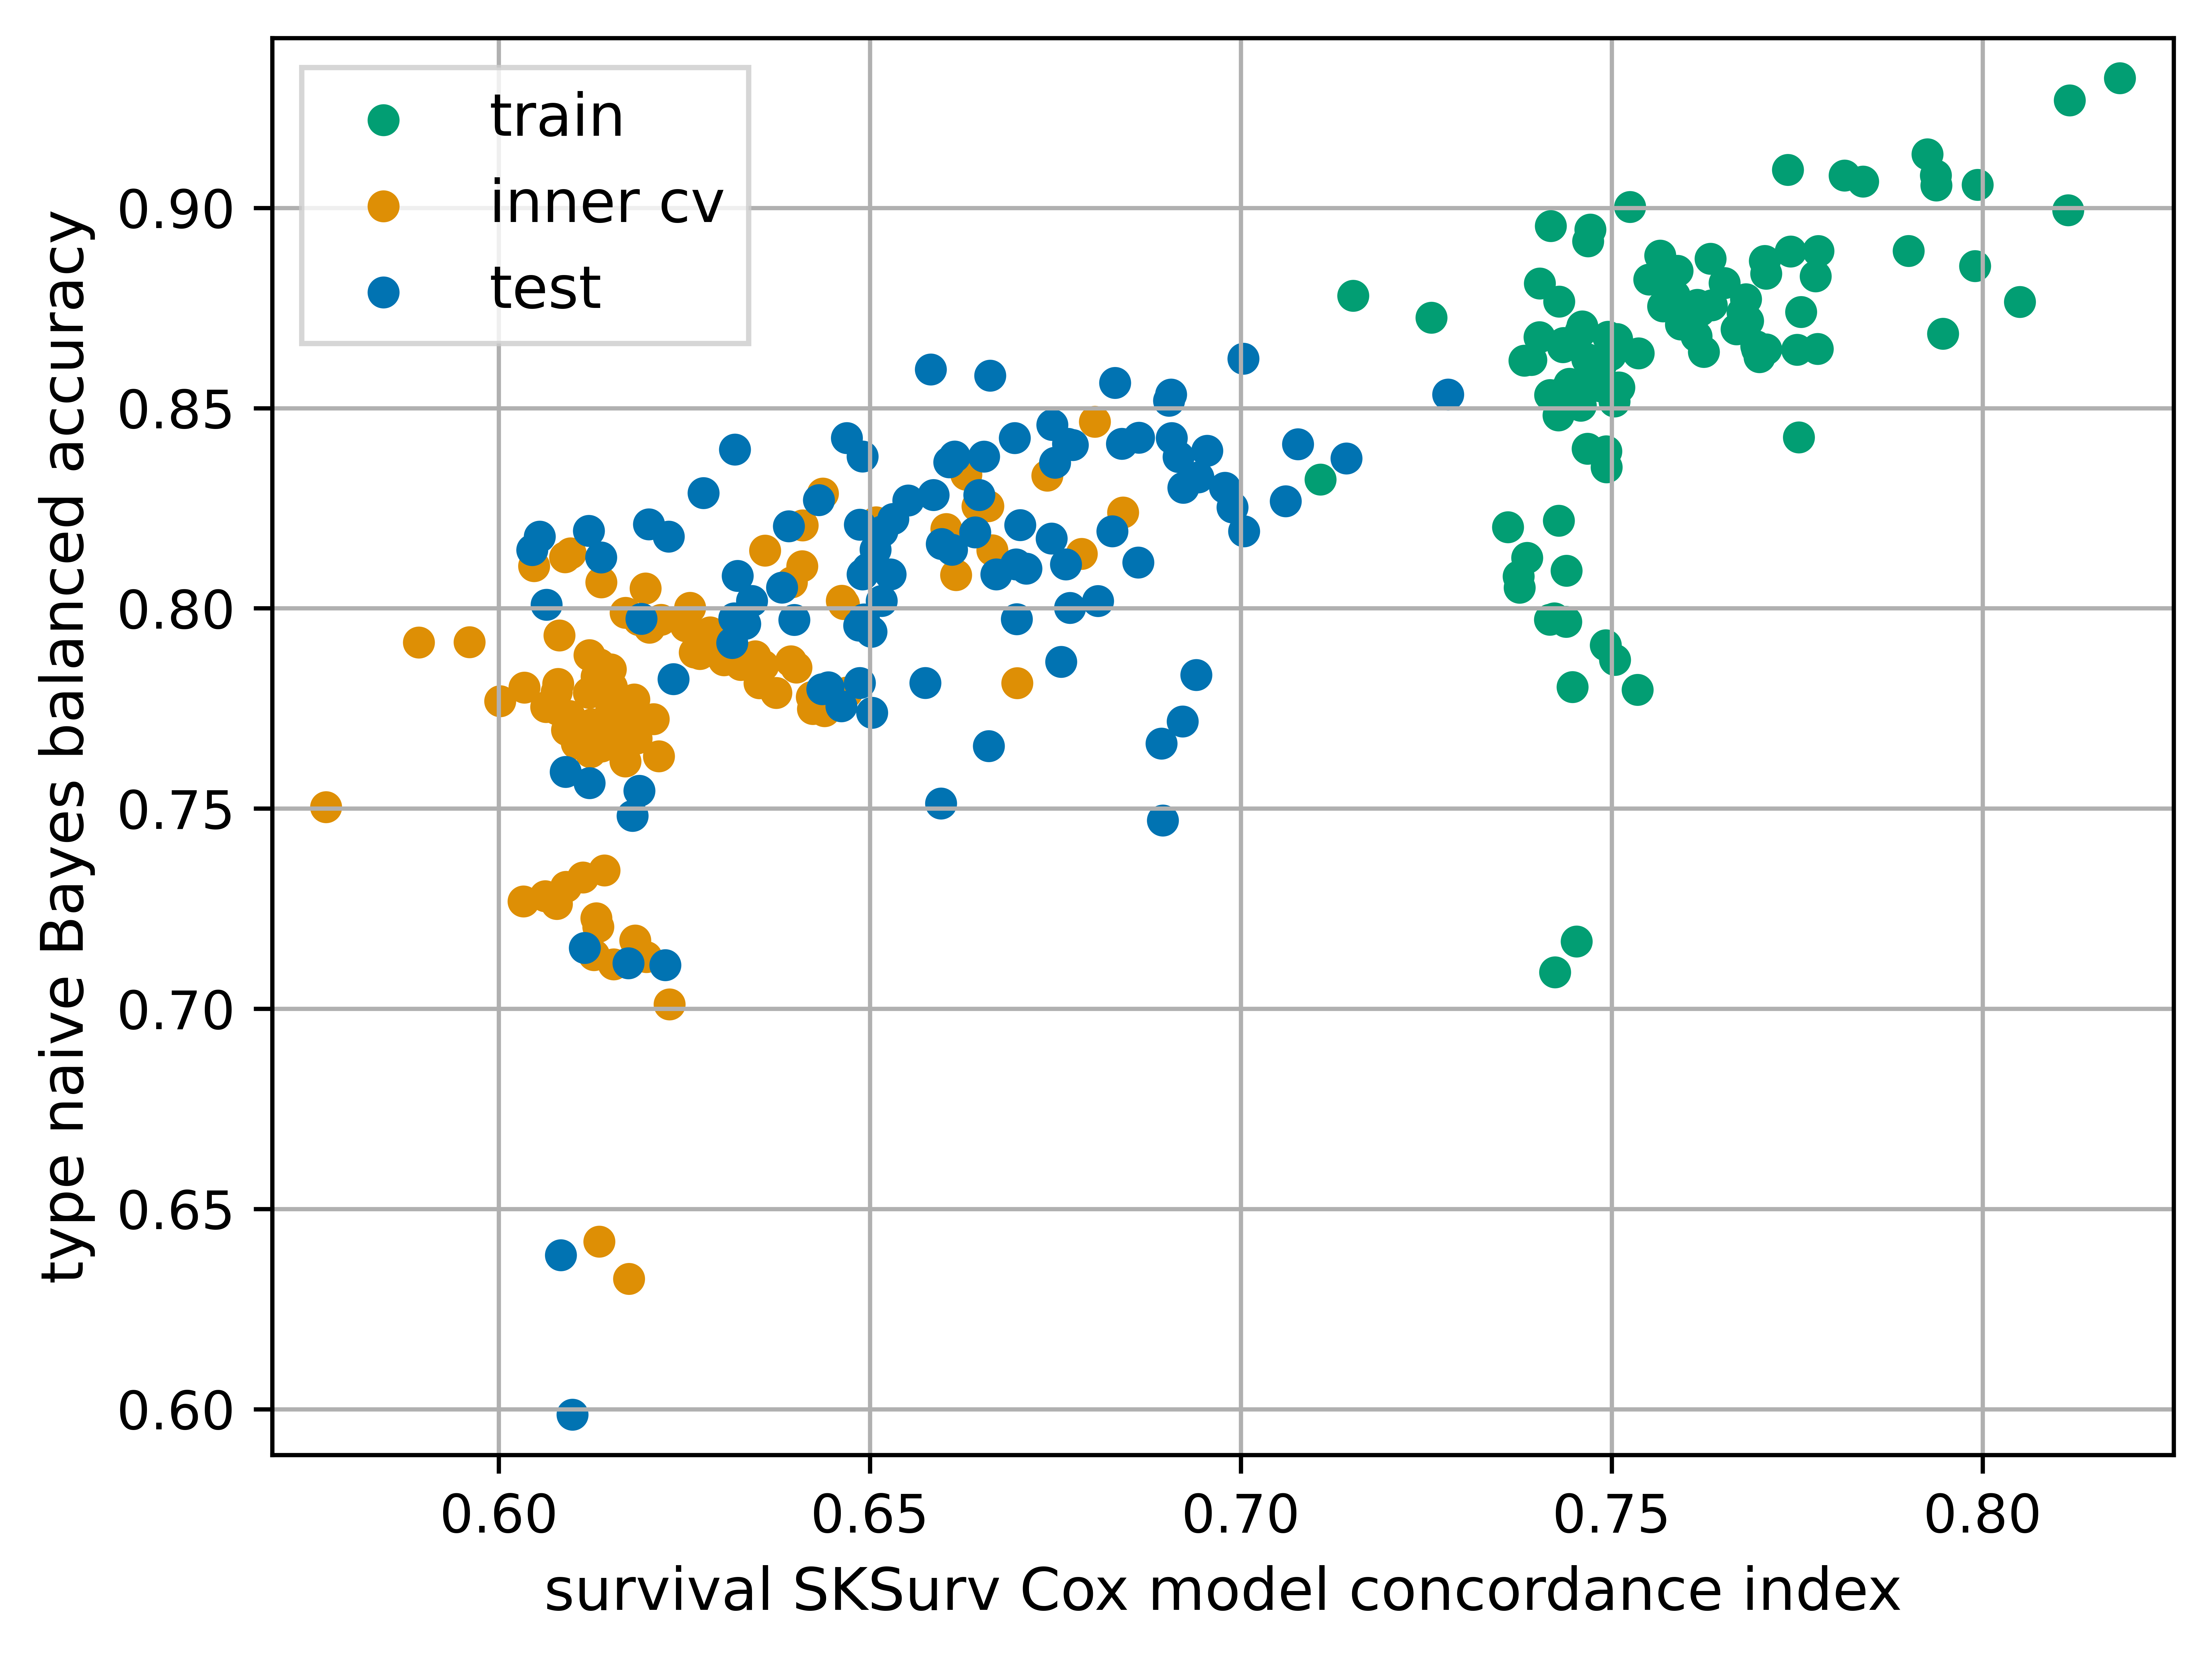 train
inner cv
test
type naive Bayes balanced accuracy
0.90
0.85
0.80
0.75
0.70
0.65
0.60
0.60 0.65 0.70 0.75 0.80
survival SKSurv Cox model concordance index